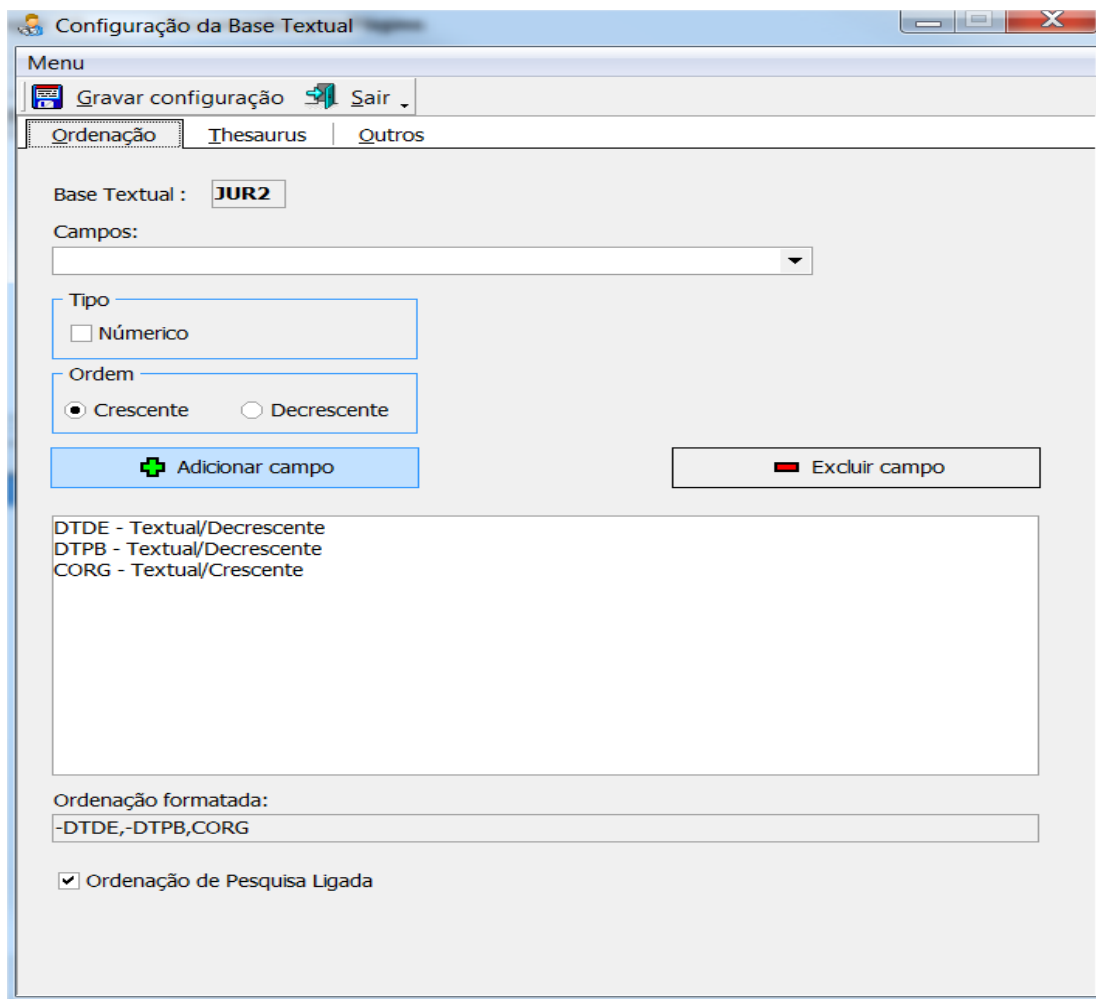 Configuração da Base Textual
Menu
Gravar configuração Sair
Ordenação Thesaurus Outros
Base Textual : JUR2
Campos:
Tipo
Númerico
Ordem
Crescente Decrescente
Adicionar campo Excluir campo
DTDE - Textual/Decrescente
DTPB - Textual/Decrescente
CORG - Textual/Crescente
Ordenação formatada:
-DTDE,-DTPB,CORG
Ordenação de Pesquisa Ligada